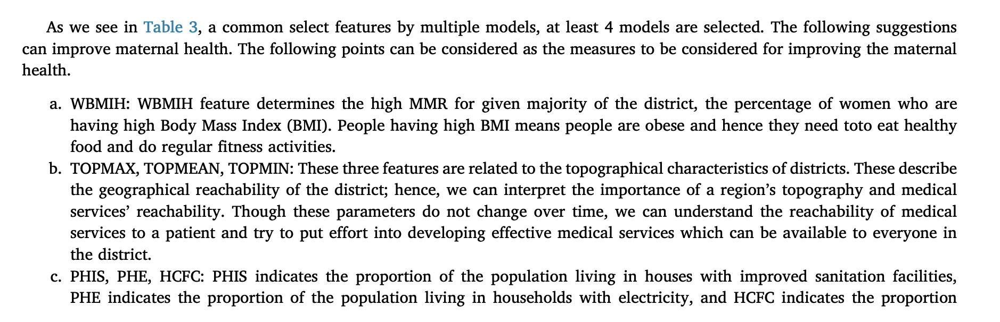 As we see in Table 3, a common select features by multiple models, at least 4 models are selected. The following suggestions
can improve maternal health. The following points can be considered as the measures to be considered for improving the maternal
health.
a. WBMIH: WBMIH feature determines the high MMR for given majority of the district, the percentage of women who are
having high Body Mass Index (BMI). People having high BMI means people are obese and hence they need toto eat healthy
food and do regular fitness activities.
b. TOPMAX, TOPMEAN, TOPMIN: These three features are related to the topographical characteristics of districts. These describe
the geographical reachability of the district; hence, we can interpret the importance of a region’s topography and medical
services’ reachability. Though these parameters do not change over time, we can understand the reachability of medical
services to a patient and try to put effort into developing effective medical services which can be available to everyone in
the district.
c. PHIS, PHE, HCFC: PHIS indicates the proportion of the population living in houses with improved sanitation facilities,
PHE indicates the proportion of the population living in households with electricity, and HCFC indicates the proportion